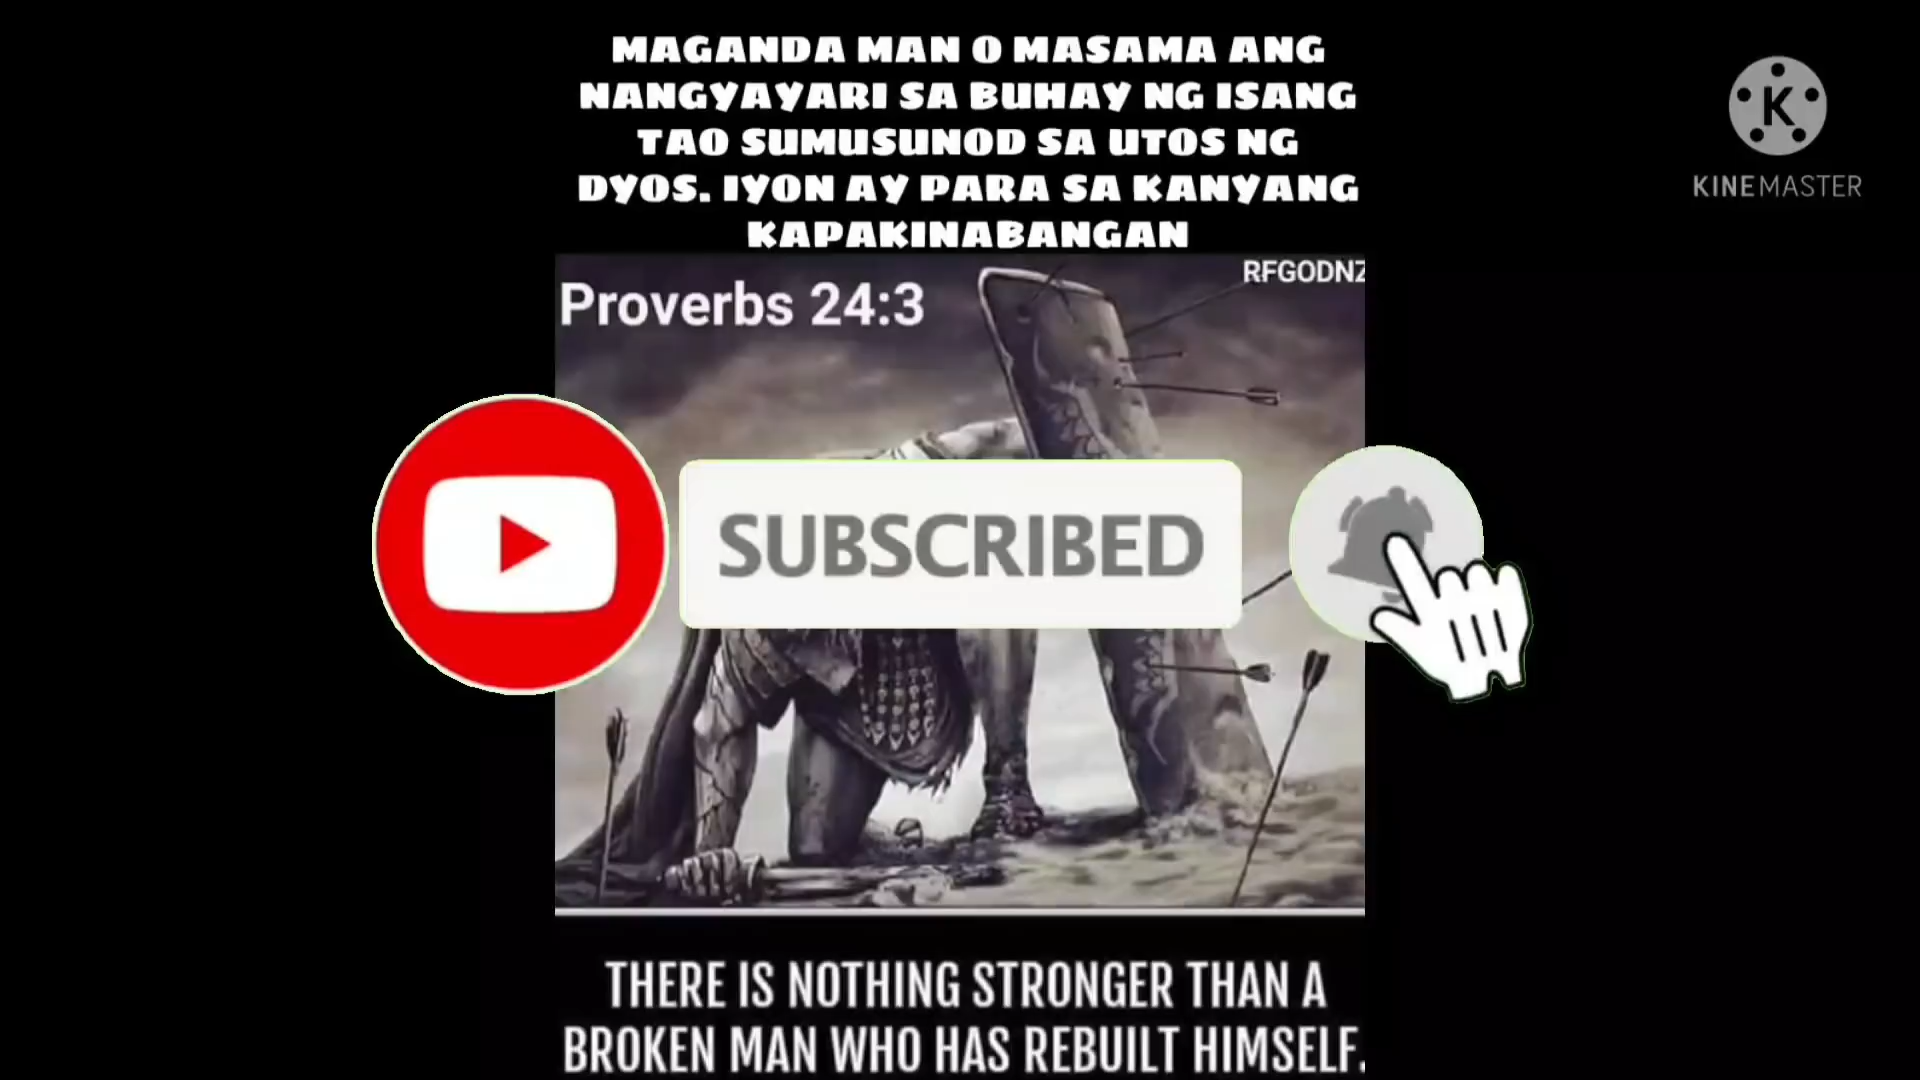 MAGANDA MAN O MASAMA ANG
NANGYAYARI SA BUHAY NG ISANG
TAO SUMUSUNOD SA UTOS NG
DYOS. IYON AY PARA SA KANYANG
KAPAKINABANGAN
K
KINEMASTER
RFGODNZ
Proverbs 24:3
SUBSCRIBED
THERE IS NOTHING STRONGER THAN A
BROKEN MAN WHO HAS REBUILT HIMSELF.